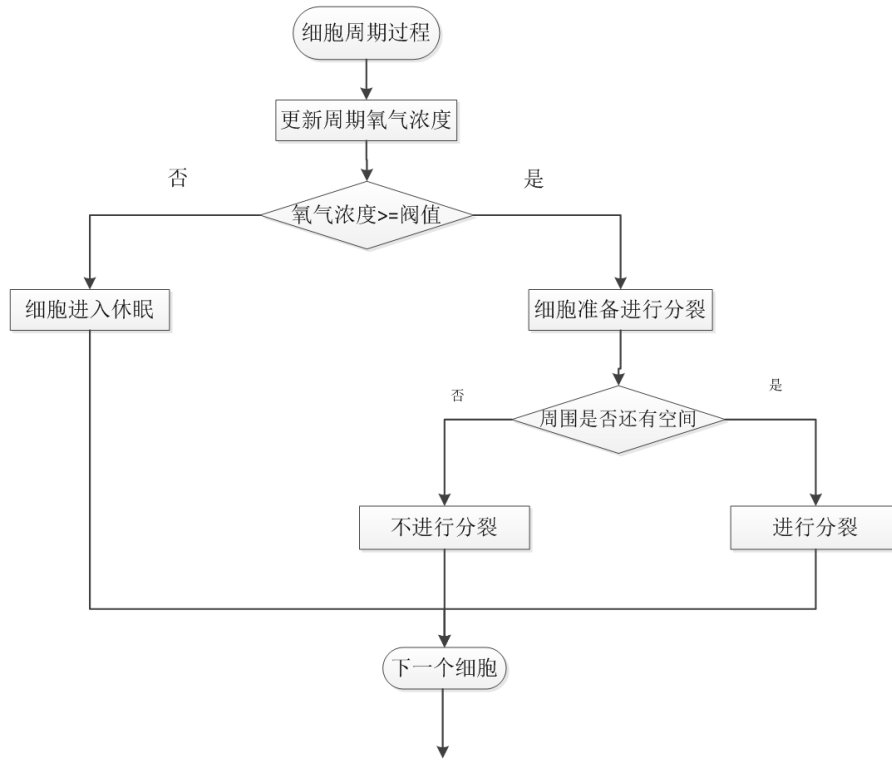 细胞周期过程
更新周期氧气浓度
否
是
氧气浓度>=阀值
细胞进入休眠
细胞准备进行分裂
否
是
周围是否还有空间
不进行分裂
进行分裂
下一个细胞